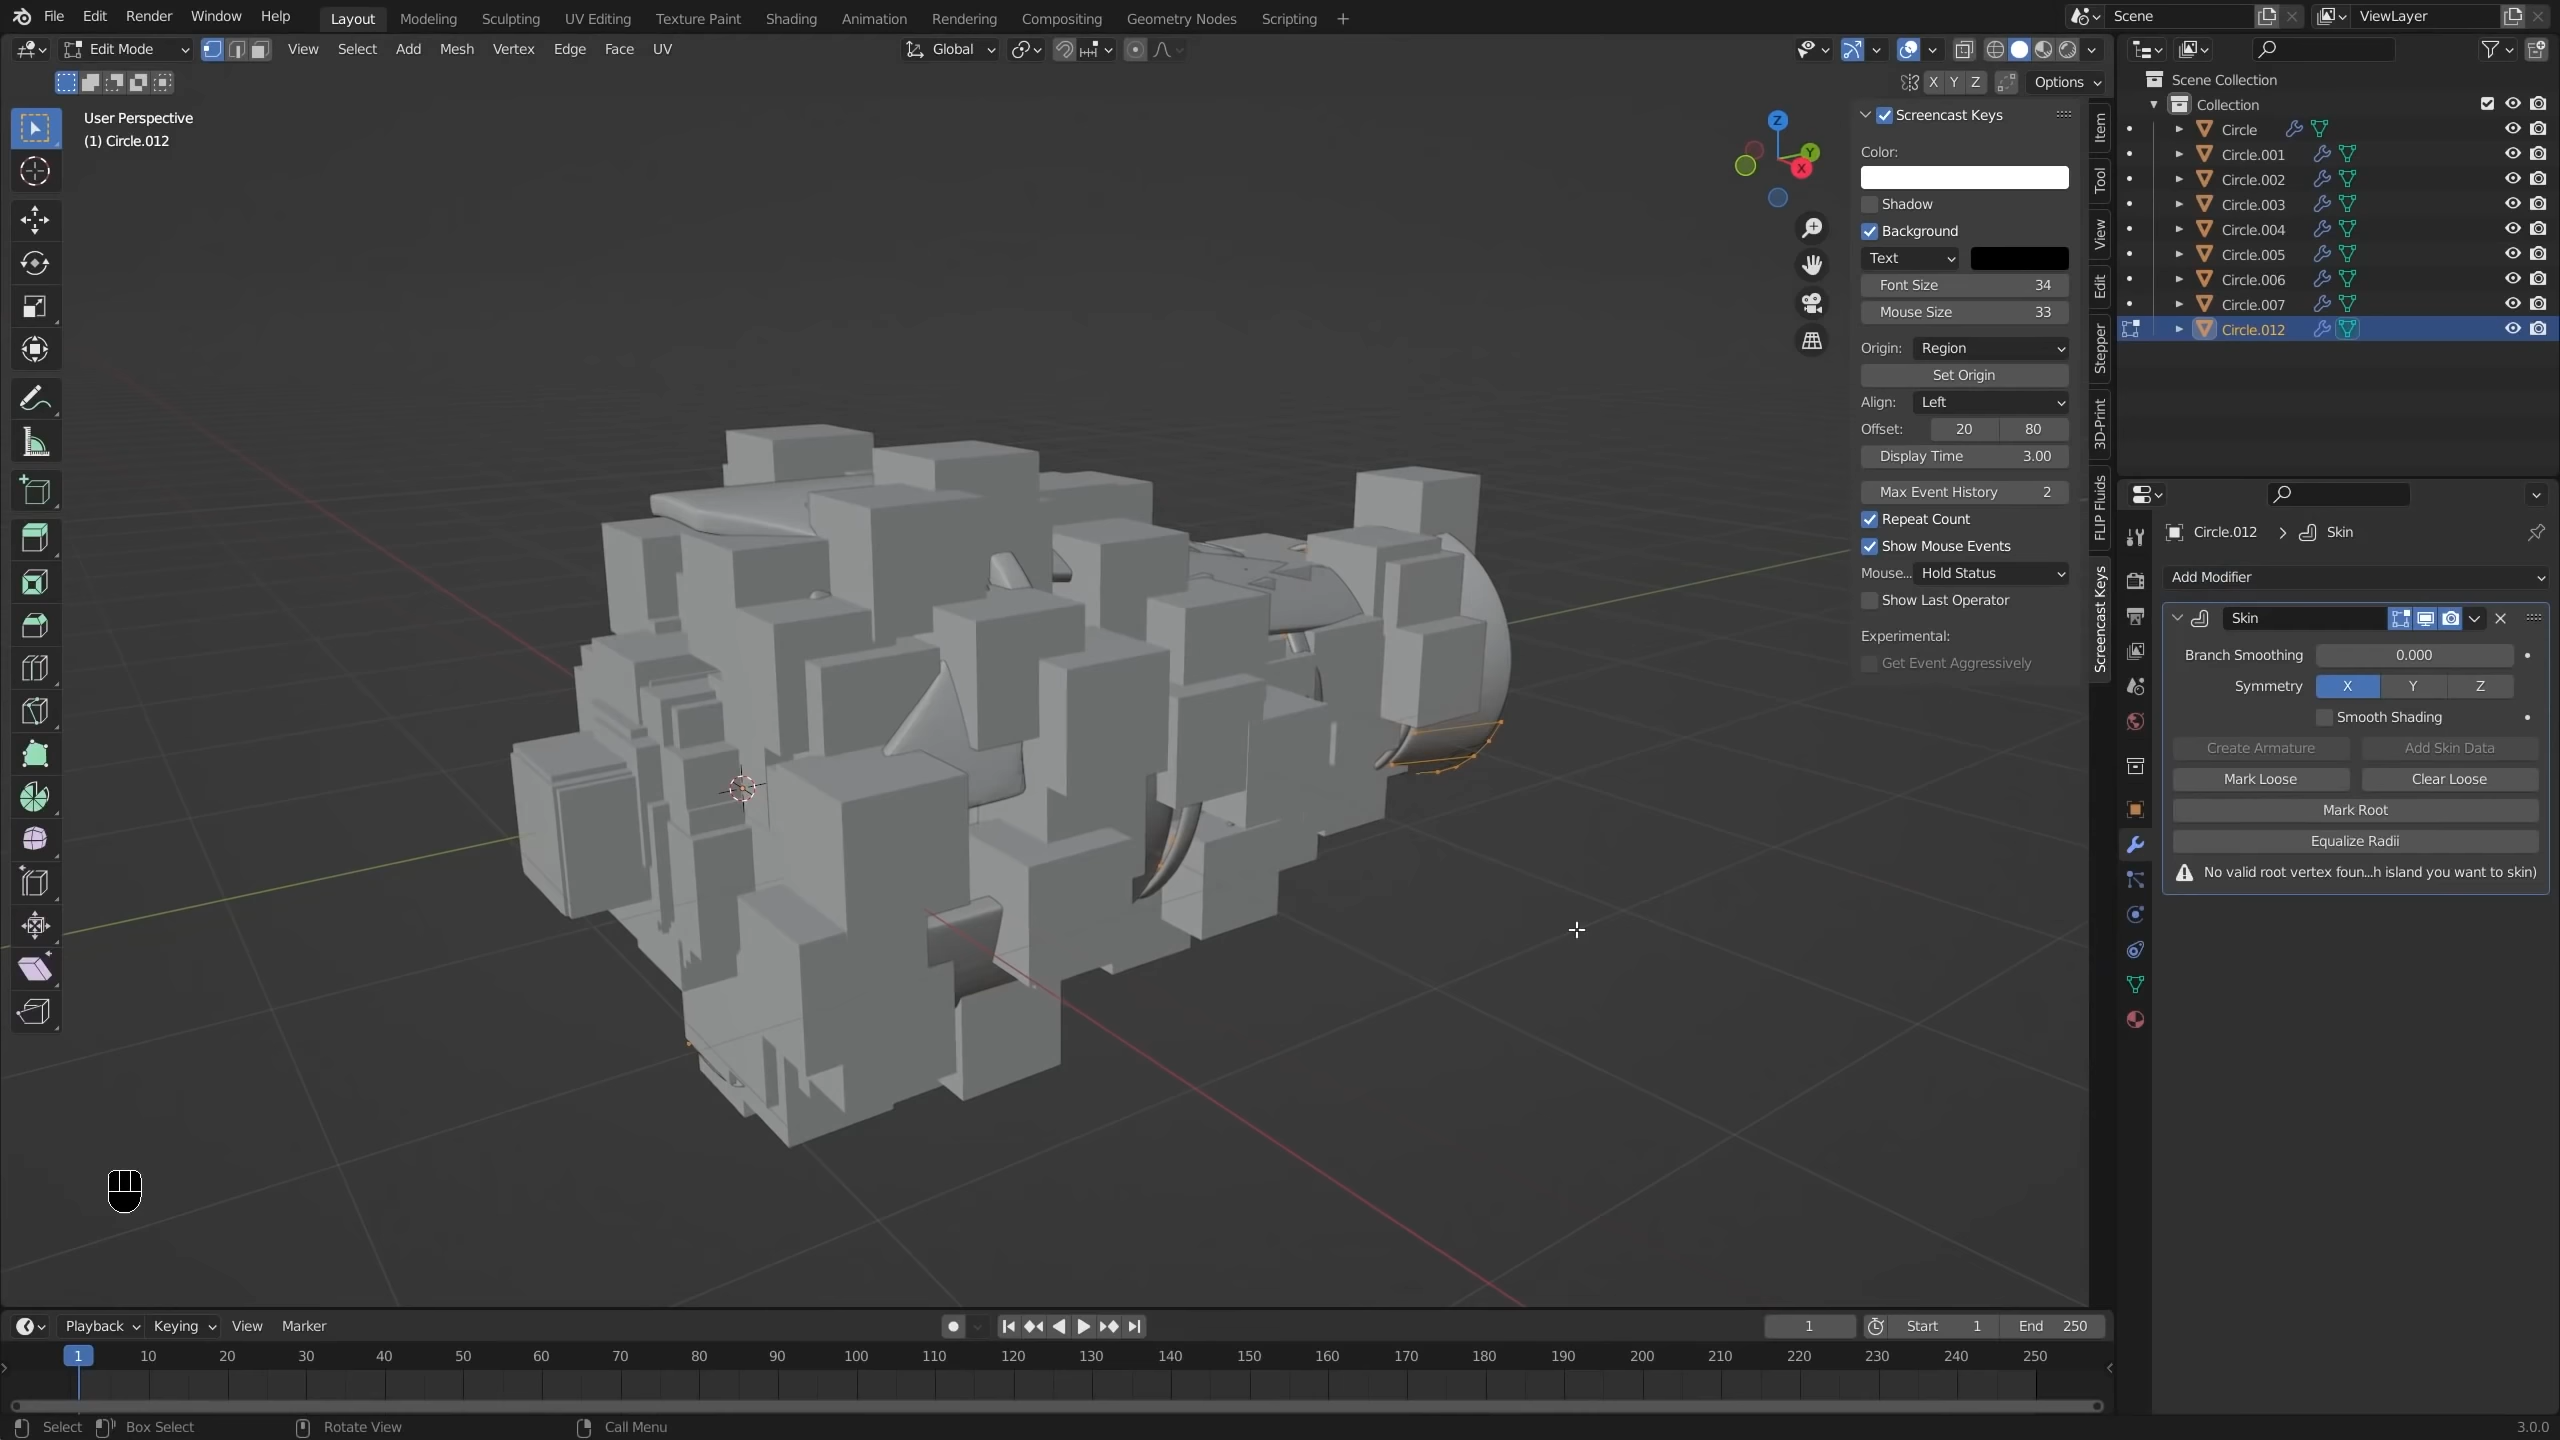 File Edit Render Window Help Layout Modeling Sculpting UV Editing Texture Paint Shading Animation Rendering Compositing Geometry Nodes Scripting + Scene ViewLayer
Edit Mode View Select Add Mesh Vertex Edge Face UV Global
X Y Z Options
User Perspective
(1) Circle.012
Z
Y
X
Screencast Keys
Color:
Shadow
Background
Text
Font Size 34
Mouse Size 33
Origin: Region
Set Origin
Align: Left
Offset: 20 80
Display Time 3.00
Max Event History 2
Repeat Count
Show Mouse Events
Mouse... Hold Status
Show Last Operator
Experimental:
Get Event Aggressively
Item
Tool
View
Edit
Stepper
3D-Print
FLIP Fluids
Screencast Keys
Scene Collection
Collection
Circle
Circle.001
Circle.002
Circle.003
Circle.004
Circle.005
Circle.006
Circle.007
Circle.012
Circle.012 > Skin
Add Modifier
Skin
Branch Smoothing 0.000
Symmetry X Y Z
Smooth Shading
Create Armature Add Skin Data
Mark Loose Clear Loose
Mark Root
Equalize Radii
No valid root vertex foun...h island you want to skin)
Playback Keying View Marker 1 Start 1 End 250
1 10 20 30 40 50 60 70 80 90 100 110 120 130 140 150 160 170 180 190 200 210 220 230 240 250
Select Box Select Rotate View Call Menu 3.0.0